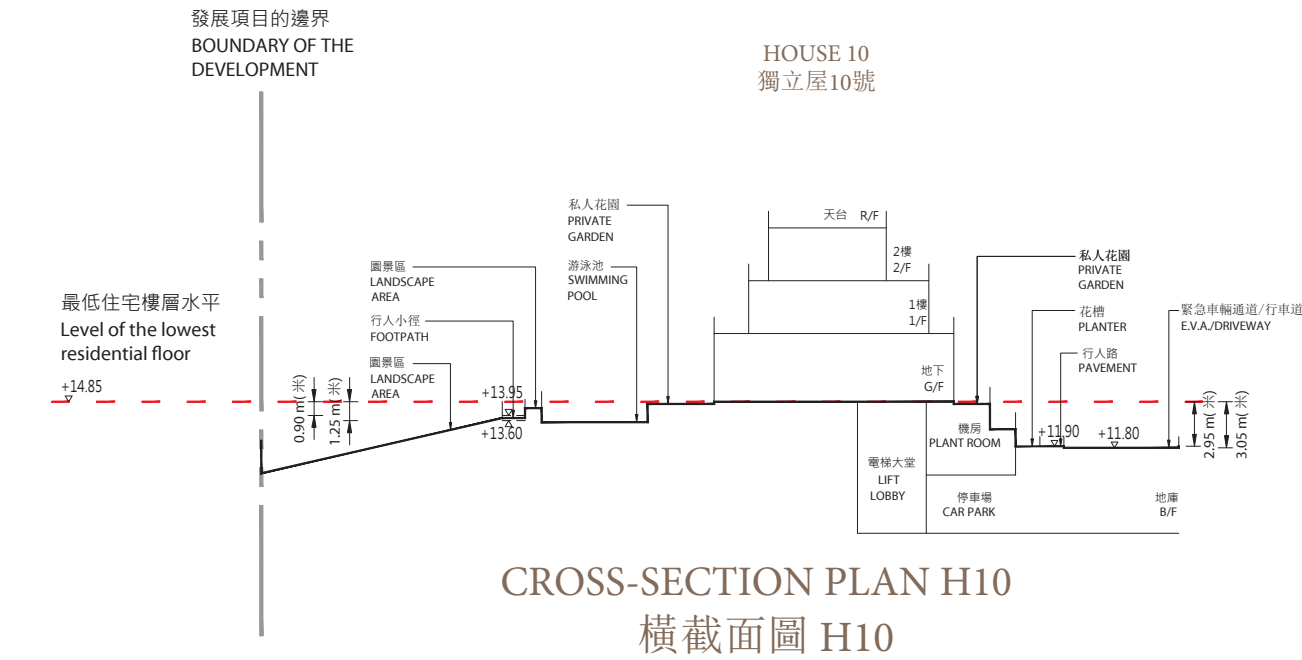 發展項目的邊界
BOUNDARY OF THE
DEVELOPMENT
HOUSE 10
獨立屋10號
私人花園
PRIVATE
GARDEN
天台 R/F
園景區
LANDSCAPE
AREA
游泳池
SWIMMING
POOL
2樓
2/F
私人花園
PRIVATE
GARDEN
最低住宅樓層水平
Level of the lowest
residential floor
行人小徑
FOOTPATH
1樓
1/F
花槽
PLANTER
緊急車輛通道/行車道
E.V.A./DRIVEWAY
園景區
LANDSCAPE
AREA
行人路
PAVEMENT
地下
G/F
+14.85
0.90 m(米)
1.25 m(米)
+13.95
+13.60
機房
PLANT ROOM
+11.90
+11.80
2.95 m(米)
3.05 m(米)
電梯大堂
LIFT
LOBBY
停車場
CAR PARK
地庫
B/F
CROSS-SECTION PLAN H10
橫截面圖 H10